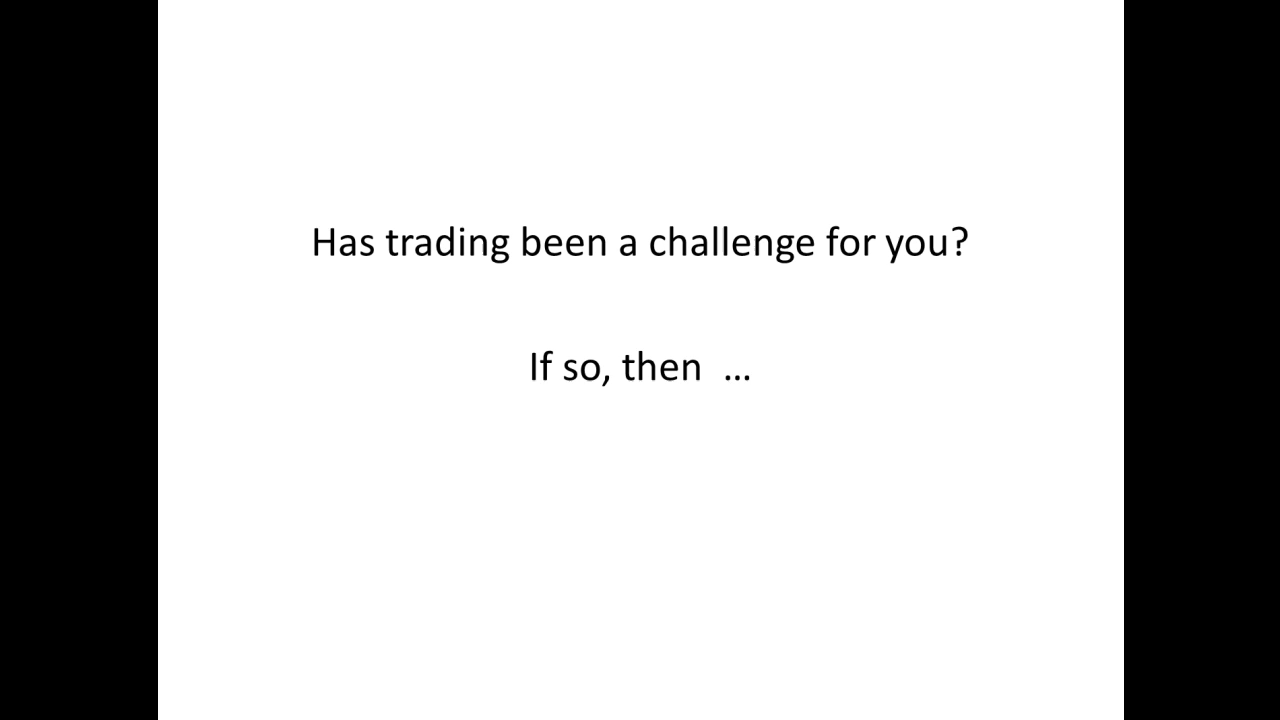 Has trading been a challenge for you?
If so, then  ...